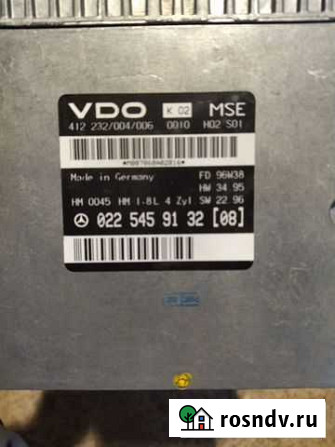 VDO K 02 MSE
412 232/004/006 0010 H02 S01
Made in Germany FD 96W38
HW 34.95
HM 0045 HM 1.8L 4 Zyl SW 22 96
022 545 91 32 [08]
rosndv.ru